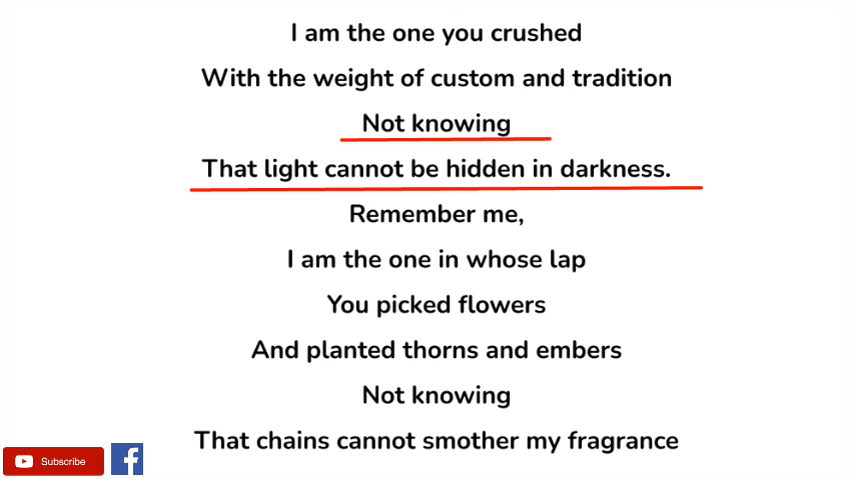 I am the one you crushed
With the weight of custom and tradition
Not knowing
That light cannot be hidden in darkness.
Remember me,
I am the one in whose lap
You picked flowers
And planted thorns and embers
Not knowing
That chains cannot smother my fragrance
Subscribe